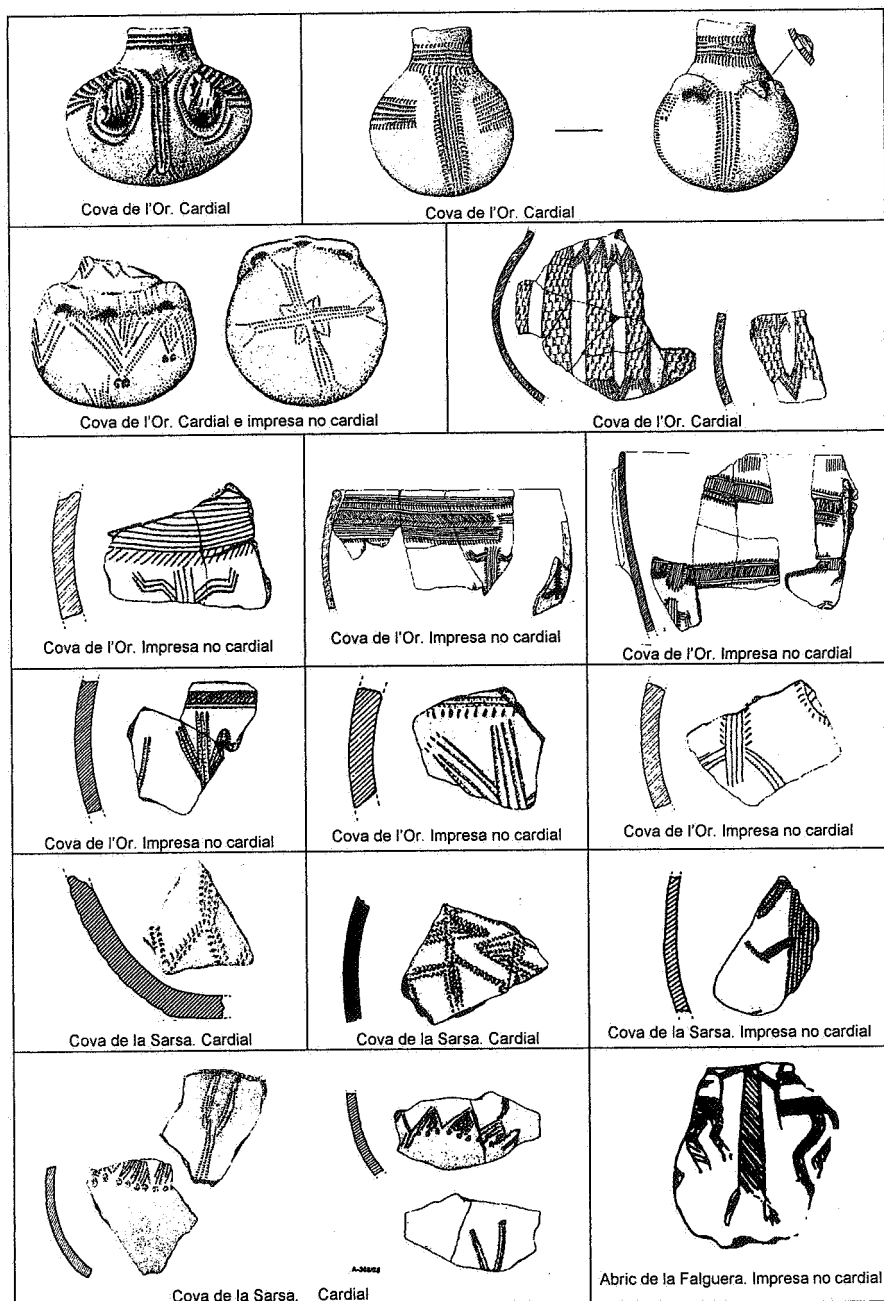 Cova de l'Or. Cardial
Cova de l'Or. Cardial
Cova de l'Or. Cardial e impresa no cardial
Cova de l'Or. Cardial
Cova de l'Or. Impresa no cardial
Cova de l'Or. Impresa no cardial
Cova de l'Or. Impresa no cardial
Cova de l'Or. Impresa no cardial
Cova de l'Or. Impresa no cardial
Cova de l'Or. Impresa no cardial
Cova de la Sarsa. Cardial
Cova de la Sarsa. Cardial
Cova de la Sarsa. Impresa no cardial
Cova de la Sarsa. Cardial
Abric de la Falguera. Impresa no cardial